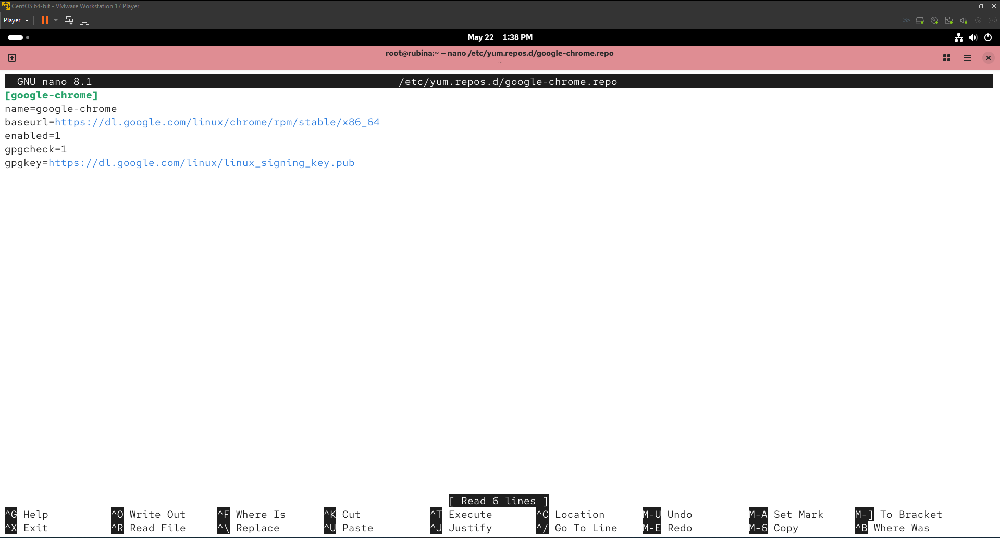 CentOS 64-bit - VMware Workstation 17 Player
Player
May 22 1:38 PM
root@rubina:~ — nano /etc/yum.repos.d/google-chrome.repo
~
GNU nano 8.1 /etc/yum.repos.d/google-chrome.repo
[google-chrome]
name=google-chrome
baseurl=https://dl.google.com/linux/chrome/rpm/stable/x86_64
enabled=1
gpgcheck=1
gpgkey=https://dl.google.com/linux/linux_signing_key.pub
[ Read 6 lines ]
^G Help ^O Write Out ^F Where Is ^K Cut ^T Execute ^C Location M-U Undo M-A Set Mark M-] To Bracket
^X Exit ^R Read File ^\ Replace ^U Paste ^J Justify ^/ Go To Line M-E Redo M-6 Copy ^B Where Was